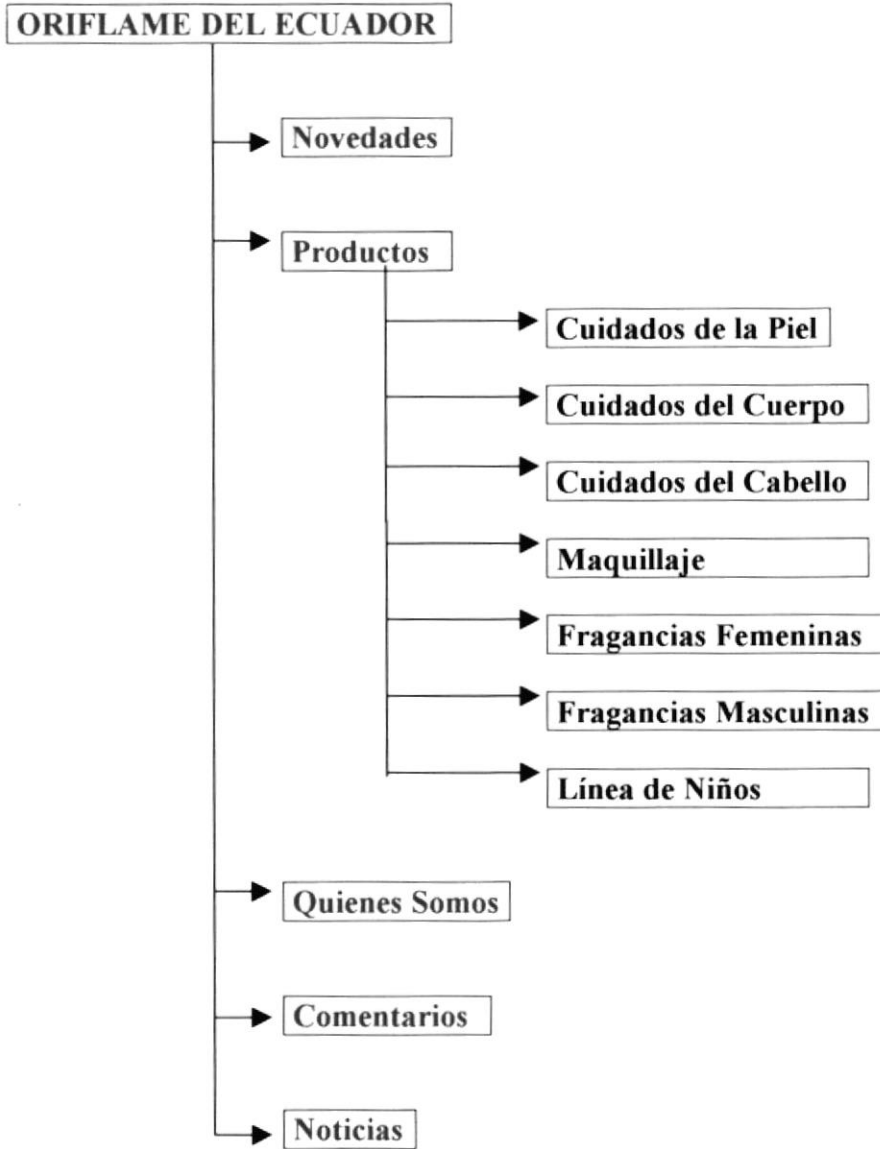 ORIFLAME DEL ECUADOR
Novedades
Productos
Cuidados de la Piel
Cuidados del Cuerpo
Cuidados del Cabello
Maquillaje
Fragancias Femeninas
Fragancias Masculinas
Línea de Niños
Quienes Somos
Comentarios
Noticias